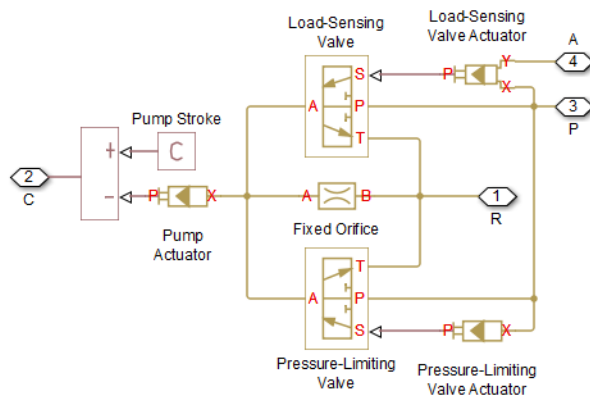 Load-Sensing
Valve
Load-Sensing
Valve Actuator
A
S
P
Y
4
X
Pump Stroke
A
P
3
P
+
C
T
2
C
−
P
X
A
B
1
R
Pump
Actuator
Fixed Orifice
T
A
P
S
P
X
Pressure-Limiting
Valve
Pressure-Limiting
Valve Actuator